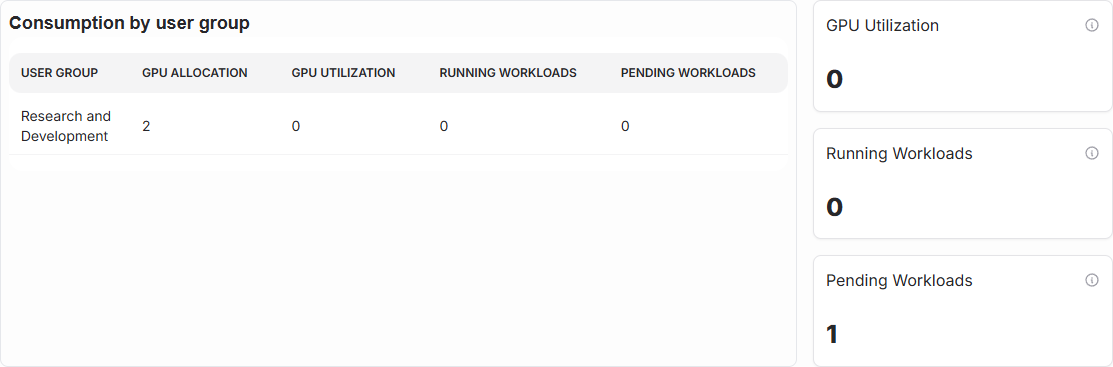 Consumption by user group
USER GROUP GPU ALLOCATION GPU UTILIZATION RUNNING WORKLOADS PENDING WORKLOADS
Research and
Development
2 0 0 0
GPU Utilization
0
Running Workloads
0
Pending Workloads
1